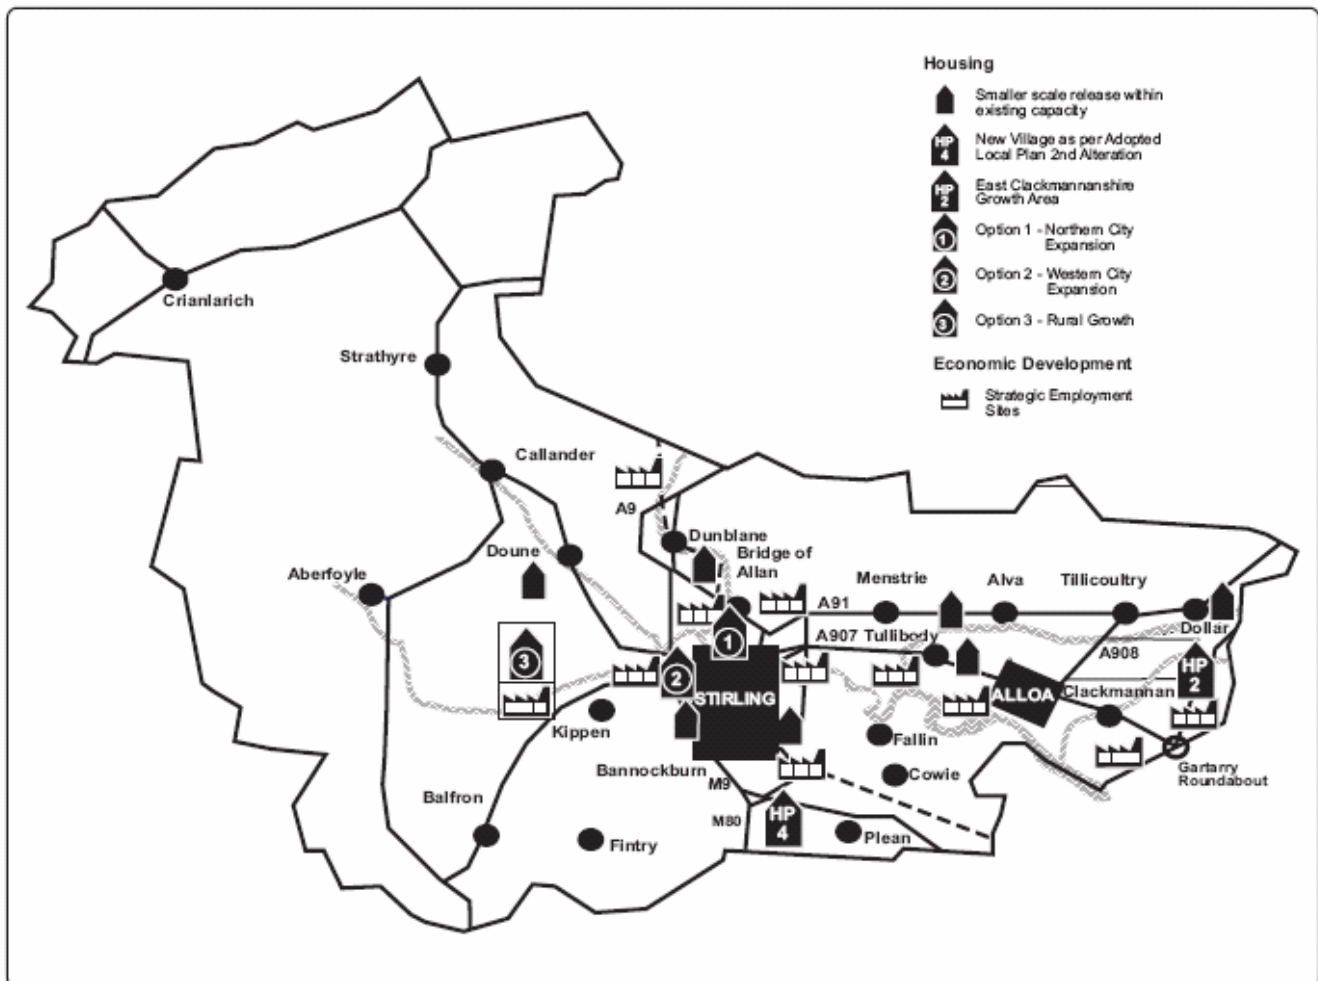 Housing
Smaller scale release within
existing capacity
HP
4
New Village as per Adopted
Local Plan 2nd Alteration
HP
2
East Clackmannanshire
Growth Area
1
Option 1 - Northern City
Expansion
2
Option 2 - Western City
Expansion
3
Option 3 - Rural Growth
Economic Development
Strategic Employment
Sites
Crianlarich
Strathyre
Callander
A9
Dunblane
Doune
Bridge of
Allan
Aberfoyle
Menstrie
Alva
Tillicoultry
A91
Dollar
1
A907
Tullibody
A908
3
2
HP
2
STIRLING
ALLOA
Clackmannan
Kippen
Fallin
Bannockburn
Cowie
Gartarry
Roundabout
M9
Balfron
M80
HP
4
Plean
Fintry